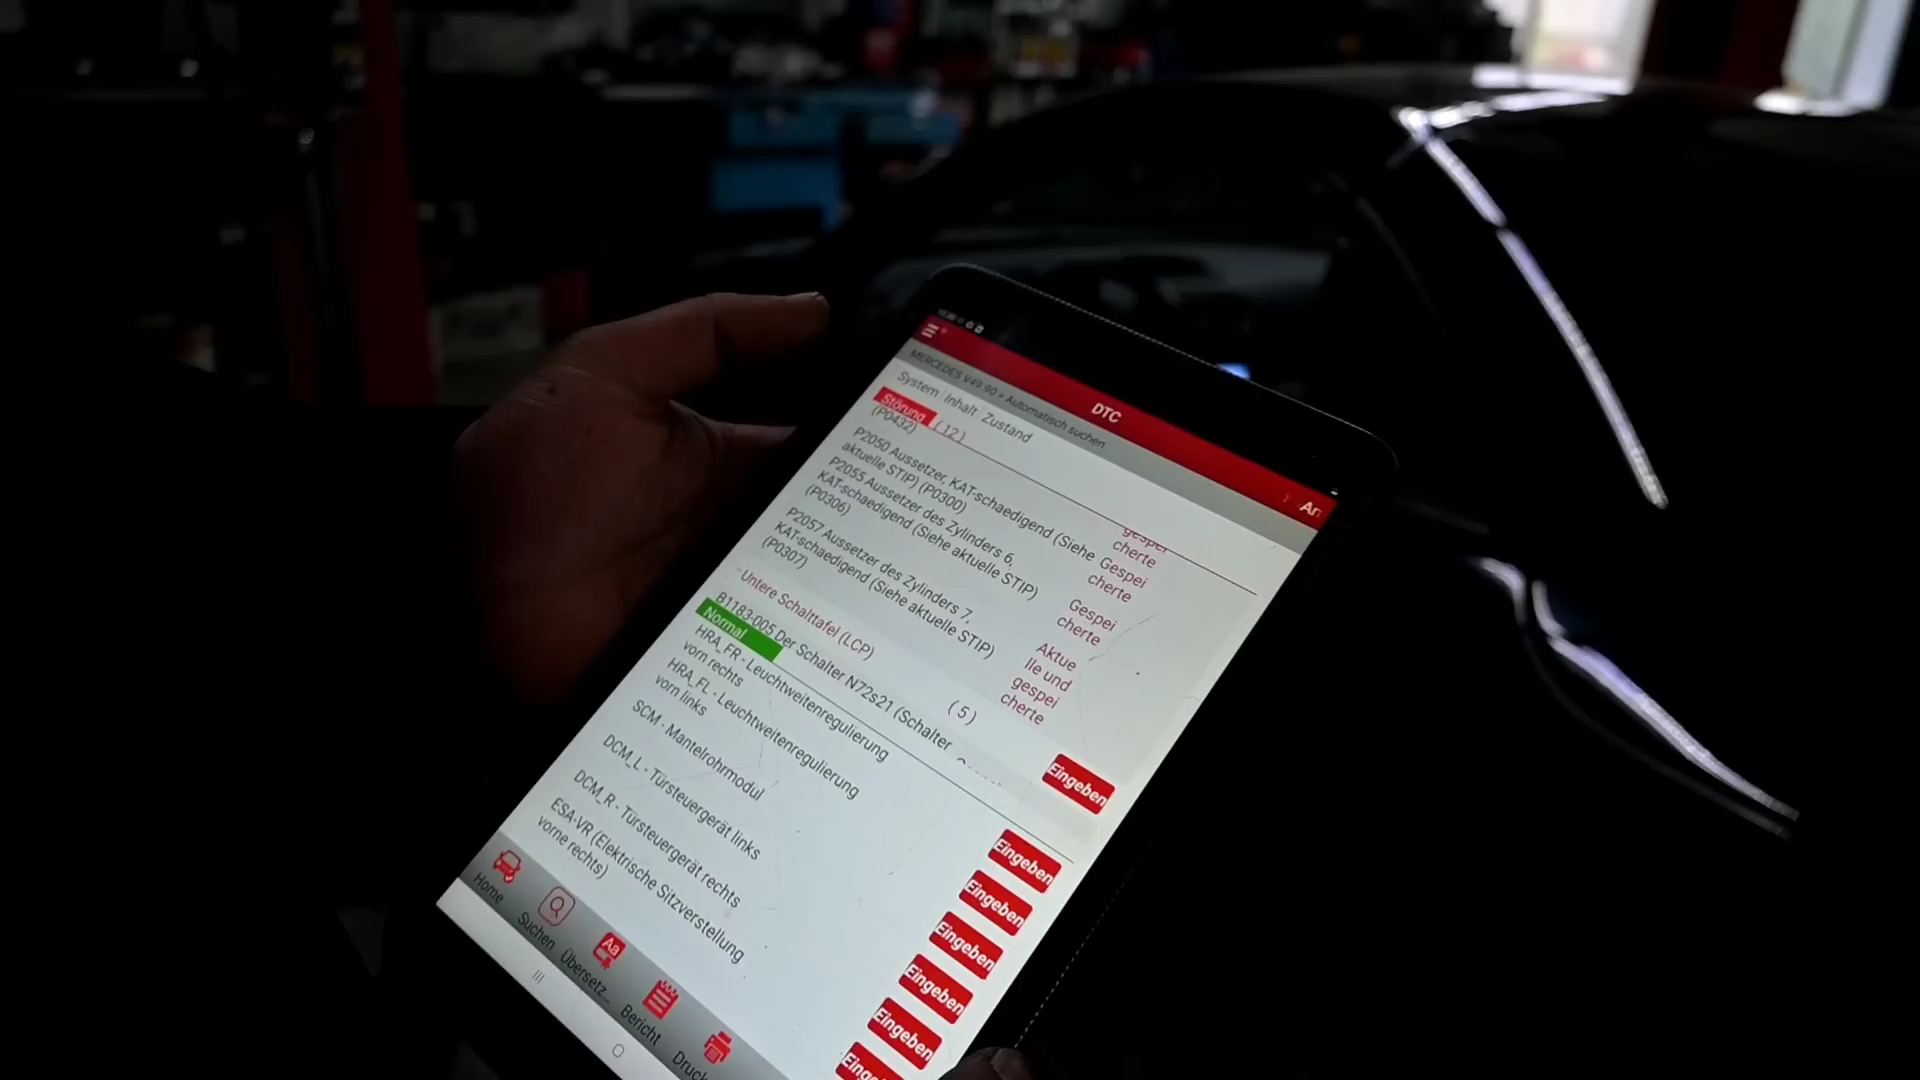 DTC
MERCEDES V49.90 > Automatisch suchen
System Inhalt Zustand
Störung (12)
(P0432)
gespei
cherte
P2050 Aussetzer, KAT-schaedigend (Siehe
aktuelle STIP) (P0300)
Gespei
cherte
P2055 Aussetzer des Zylinders 6,
KAT-schaedigend (Siehe aktuelle STIP)
(P0306)
Gespei
cherte
P2057 Aussetzer des Zylinders 7,
KAT-schaedigend (Siehe aktuelle STIP)
(P0307)
Aktue
lle und
gespei
cherte
Untere Schalttafel (LCP)
B1183-005 Der Schalter N72s21 (Schalter
Normal (5)
Eingeben
HRA_FR - Leuchtweitenregulierung
vorn rechts
Eingeben
HRA_FL - Leuchtweitenregulierung
vorn links
Eingeben
SCM - Mantelrohrmodul
Eingeben
DCM_L - Türsteuergerät links
Eingeben
DCM_R - Türsteuergerät rechts
Eingeben
ESA-VR (Elektrische Sitzverstellung
vorne rechts)
Home
Suchen
Übersetz...
Bericht